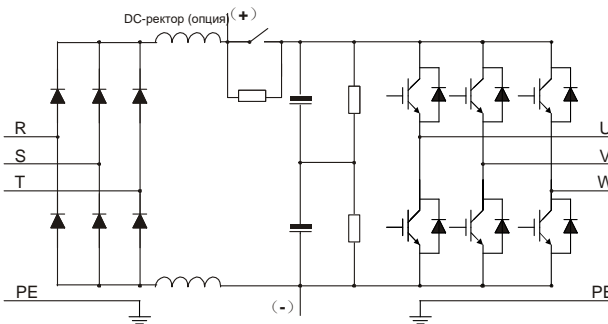 DC-ректор (опция) (+)
R
U
S
V
T
W
PE
(-)
PE